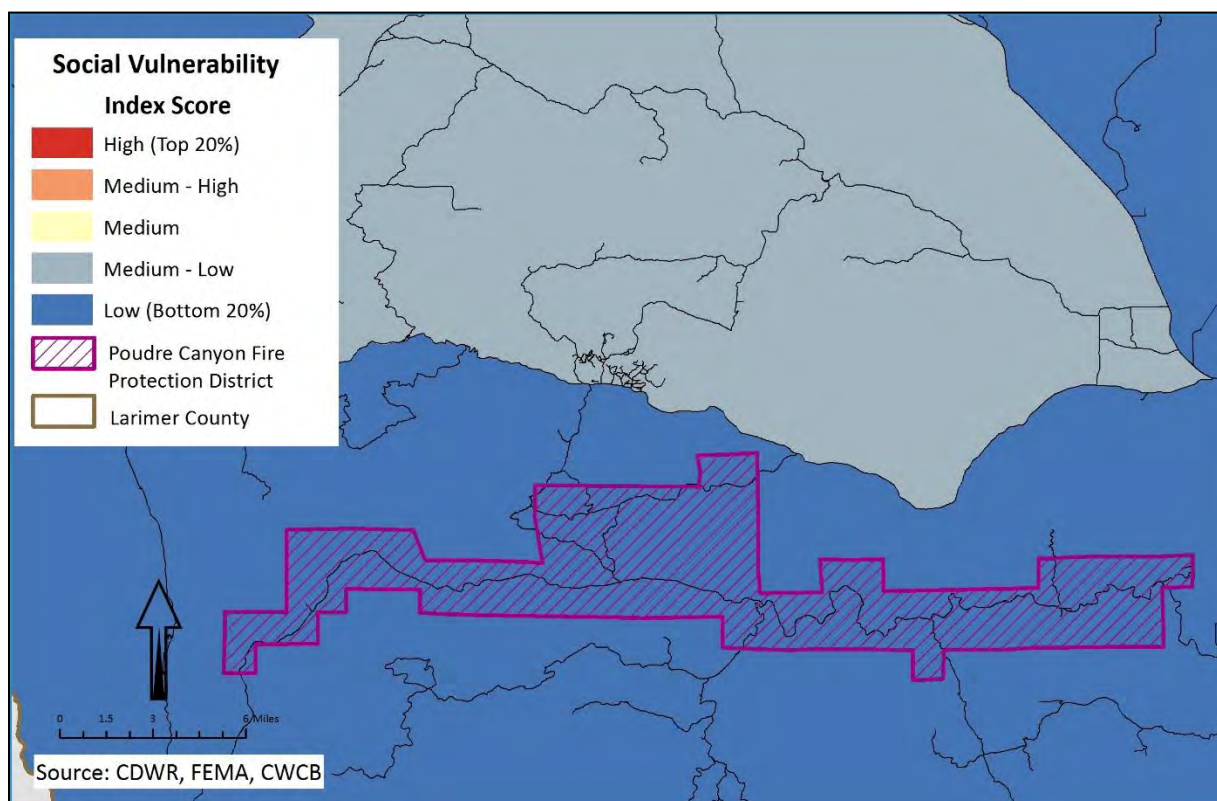 Social Vulnerability
Index Score
High (Top 20%)
Medium - High
Medium
Medium - Low
Low (Bottom 20%)
Poudre Canyon Fire
Protection District
Larimer County
0 1.5 3 6 Miles
Source: CDWR, FEMA, CWCB